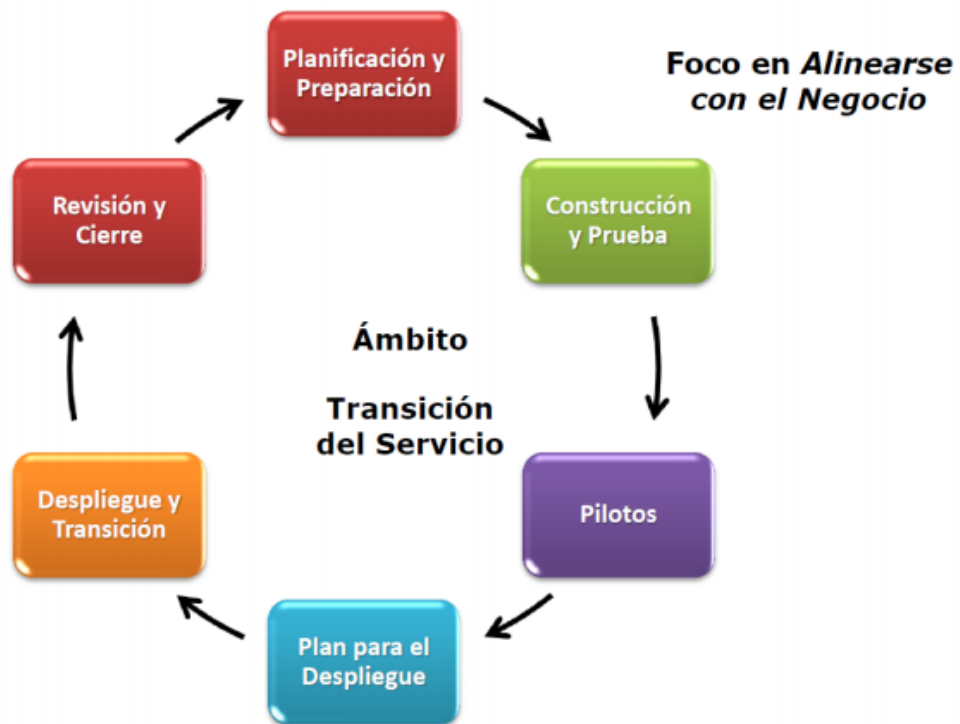 Planificación y
Preparación
Foco en Alinearse
con el Negocio
Revisión y
Cierre
Construcción
y Prueba
Ámbito
Transición
del Servicio
Despliegue y
Transición
Pilotos
Plan para el
Despliegue